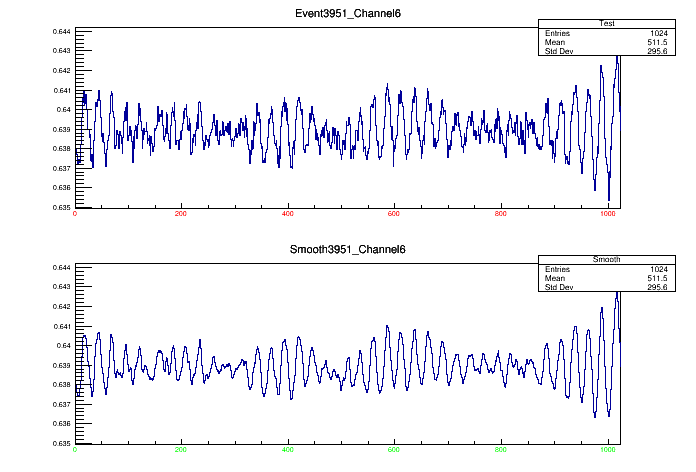 Event3951_Channel6
Test
Entries 1024
Mean 511.5
Std Dev 295.6
0.644
0.643
0.642
0.641
0.64
0.639
0.638
0.637
0.636
0.635
0 200 400 600 800 1000
Smooth3951_Channel6
Smooth
Entries 1024
Mean 511.5
Std Dev 295.6
0.644
0.643
0.642
0.641
0.64
0.639
0.638
0.637
0.636
0.635
0 200 400 600 800 1000